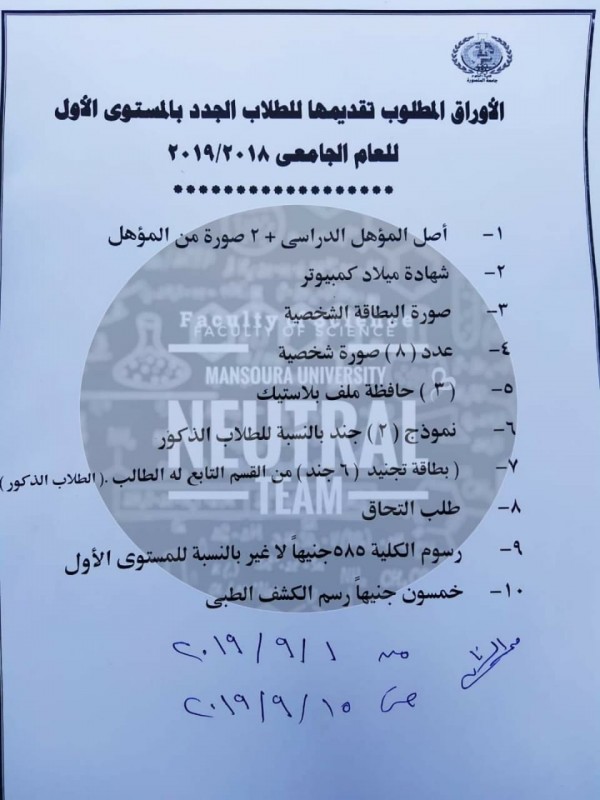 جامعة المنصورة
الأوراق المطلوب تقديمها للطلاب الجدد بالمستوى الأول
للعام الجامعى ٢٠١٩/٢٠١٨
********************
١- أصل المؤهل الدراسى + ٢ صورة من المؤهل
٢- شهادة ميلاد كمبيوتر
٣- صورة البطاقة الشخصية
٤- عدد (٨) صورة شخصية
٥- (٣) حافظة ملف بلاستيك
٦- نموذج (٢) جند بالنسبة للطلاب الذكور
٧- (بطاقة تجنيد (٦ جند) من القسم التابع له الطالب .(الطلاب الذكور)
٨- طلب التحاق
٩- رسوم الكلية ٥٨٥جنيهاً لا غير بالنسبة للمستوى الأول
١٠- خمسون جنيهاً رسم الكشف الطبى
من ٢٠١٩/٩/١
حتى ٢٠١٩/٩/١٥
Faculty of Science
FACULTY OF SCIENCE
MANSOURA UNIVERSITY
NEUTRAL
TEAM